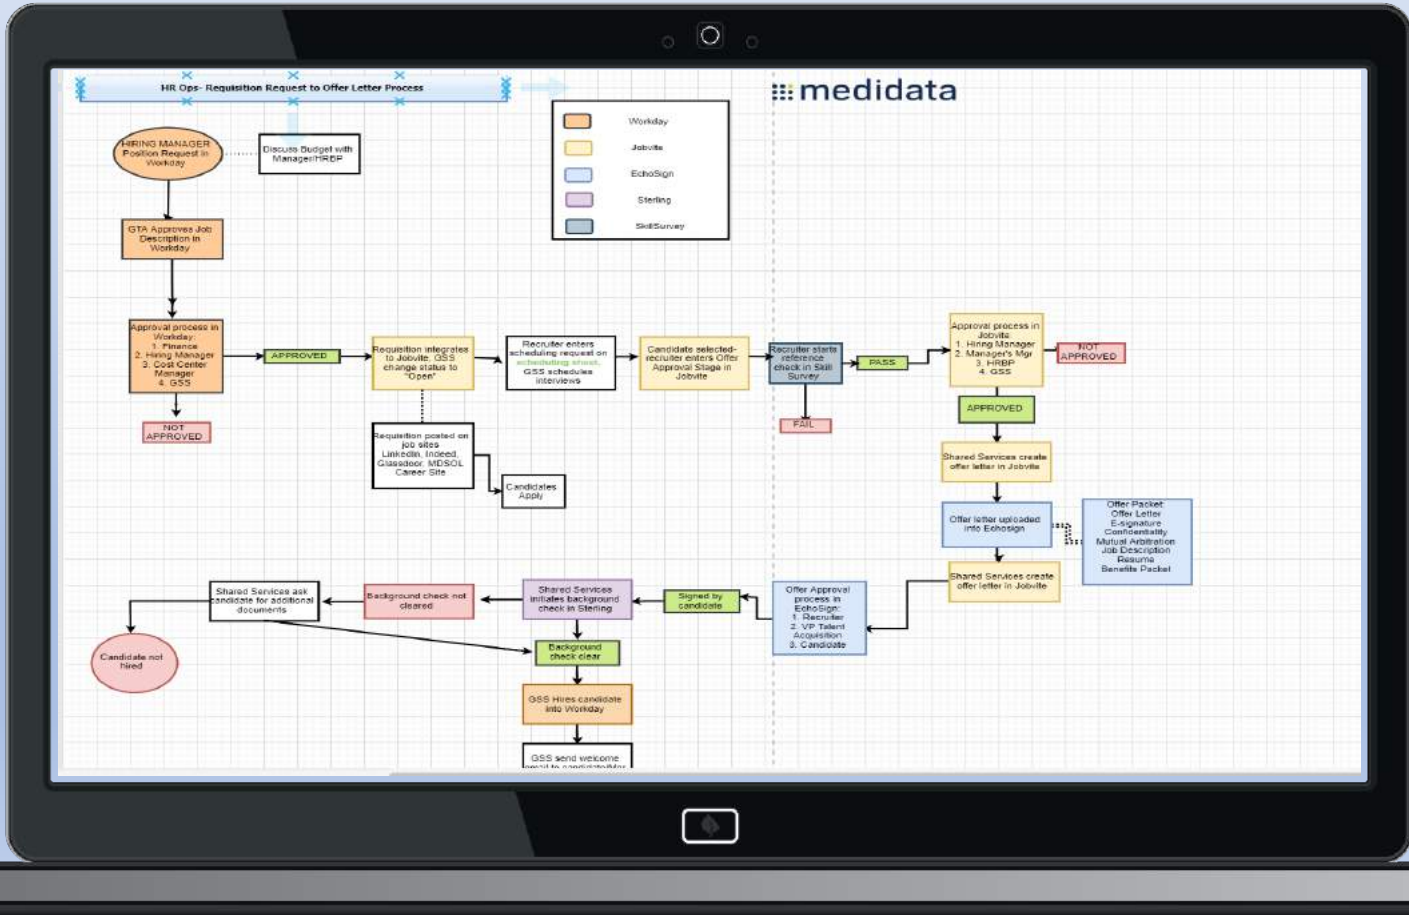 HR Ops- Requisition Request to Offer Letter Process
medidata
Workday
Jobvite
EchoSign
Sterling
SkillSurvey
HIRING MANAGER
Position Request in
Workday
Discuss Budget with
Manager/HRBP
GTA Approves Job
Description in
Workday
Approval process in
Workday:
1. Finance
2. Hiring Manager
3. Cost Center
Manager
4. GSS
APPROVED
NOT
APPROVED
Requisition integrates
to Jobvite, GSS
change status to
"Open"
Requisition posted on
job sites
LinkedIn, Indeed,
Glassdoor, MDSOL
Career Site
Candidates
Apply
Recruiter enters
scheduling request on
scheduling sheet,
GSS schedules
interviews
Candidate selected-
recruiter enters Offer
Approval Stage in
Jobvite
Recruiter starts
reference
check in Skill
Survey
FAIL
PASS
Approval process in
Jobvite:
1. Hiring Manager
2. Manager's Mgr
3. HRBP
4. GSS
NOT
APPROVED
APPROVED
Shared Services create
offer letter in Jobvite
Offer letter uploaded
into Echosign
Offer Packet:
Offer Letter
E-signature
Confidentiality
Mutual Arbitration
Job Description
Resume
Benefits Packet
Shared Services create
offer letter in Jobvite
Offer Approval
process in
EchoSign:
1. Recruiter
2. VP Talent
Acquisition
3. Candidate
Signed by
candidate
Shared Services
initiates background
check in Sterling
Background check not
cleared
Shared Services ask
candidate for additional
documents
Candidate not
hired
Background
check clear
GSS Hires candidate
into Workday
GSS send welcome
email to candidate/Mgr